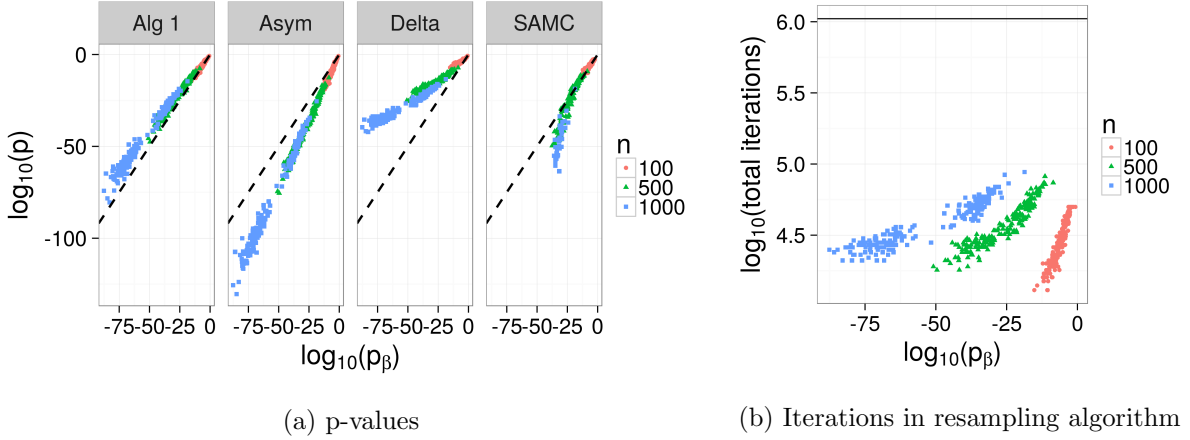 Alg 1 Asym Delta SAMC
0
-50
-100
log10(p)
-75 -50 -25 0 -75 -50 -25 0 -75 -50 -25 0 -75 -50 -25 0
log10(pβ)
n
100
500
1000
(a) p-values
6.0
5.5
5.0
4.5
log10(total iterations)
-75 -50 -25 0
log10(pβ)
n
100
500
1000
(b) Iterations in resampling algorithm